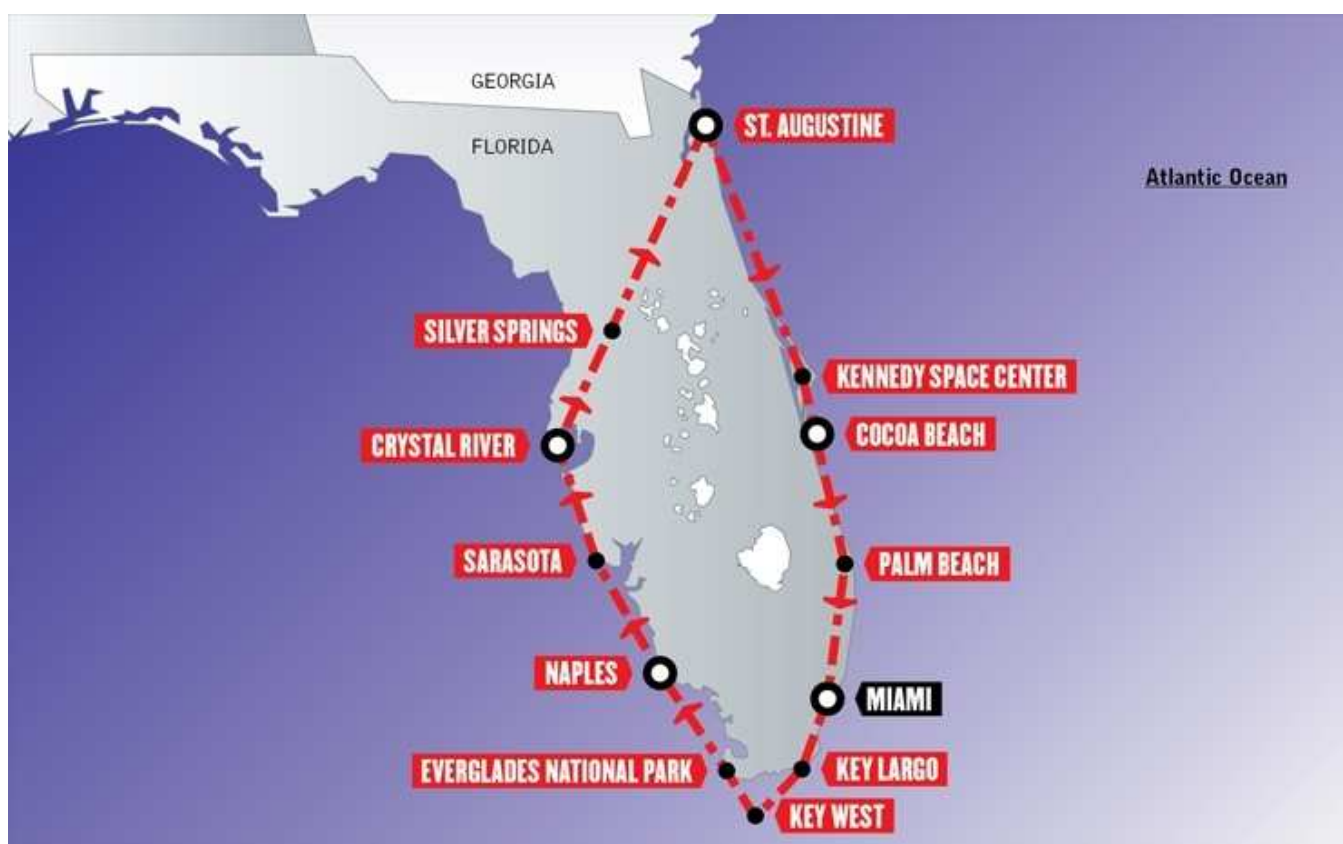 GEORGIA
ST. AUGUSTINE
FLORIDA
Atlantic Ocean
SILVER SPRINGS
KENNEDY SPACE CENTER
CRYSTAL RIVER
COCOA BEACH
SARASOTA
PALM BEACH
NAPLES
MIAMI
EVERGLADES NATIONAL PARK
KEY LARGO
KEY WEST